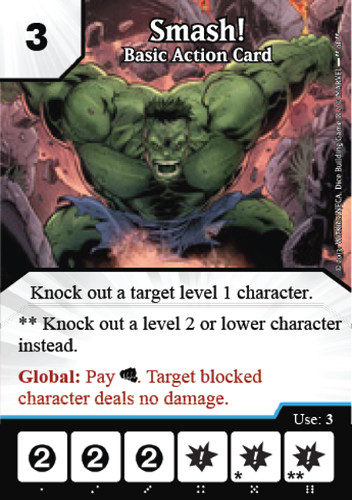 3
Smash!
Basic Action Card
Knock out a target level 1 character.
** Knock out a level 2 or lower character
instead.
Global: Pay . Target blocked
character deals no damage.
Use: 3
2 2 2 ! ! !
* **